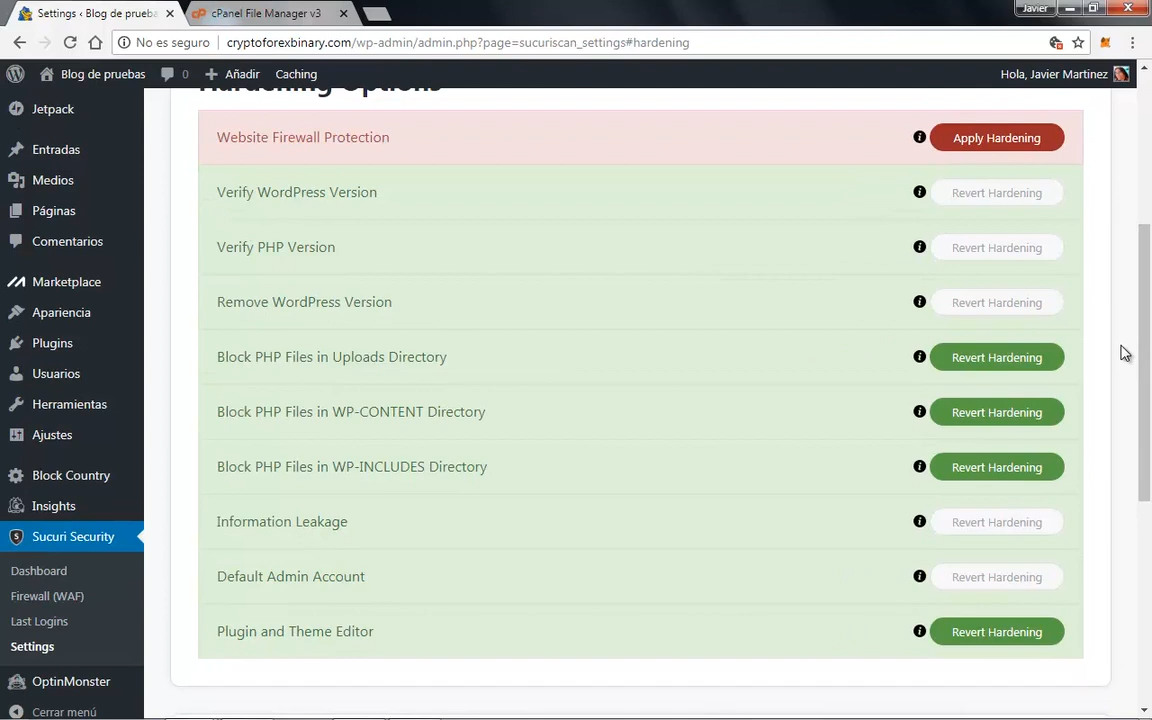 Settings ‹ Blog de prueba
cPanel File Manager v3
Javier
No es seguro
cryptoforexbinary.com/wp-admin/admin.php?page=sucuriscan_settings#hardening
Blog de pruebas
0
Añadir
Caching
Hola, Javier Martinez
Jetpack
Entradas
Medios
Páginas
Comentarios
Marketplace
Apariencia
Plugins
Usuarios
Herramientas
Ajustes
Block Country
Insights
Sucuri Security
Dashboard
Firewall (WAF)
Last Logins
Settings
OptinMonster
Cerrar menú
Hardening Options
Website Firewall Protection
Apply Hardening
Verify WordPress Version
Revert Hardening
Verify PHP Version
Revert Hardening
Remove WordPress Version
Revert Hardening
Block PHP Files in Uploads Directory
Revert Hardening
Block PHP Files in WP-CONTENT Directory
Revert Hardening
Block PHP Files in WP-INCLUDES Directory
Revert Hardening
Information Leakage
Revert Hardening
Default Admin Account
Revert Hardening
Plugin and Theme Editor
Revert Hardening